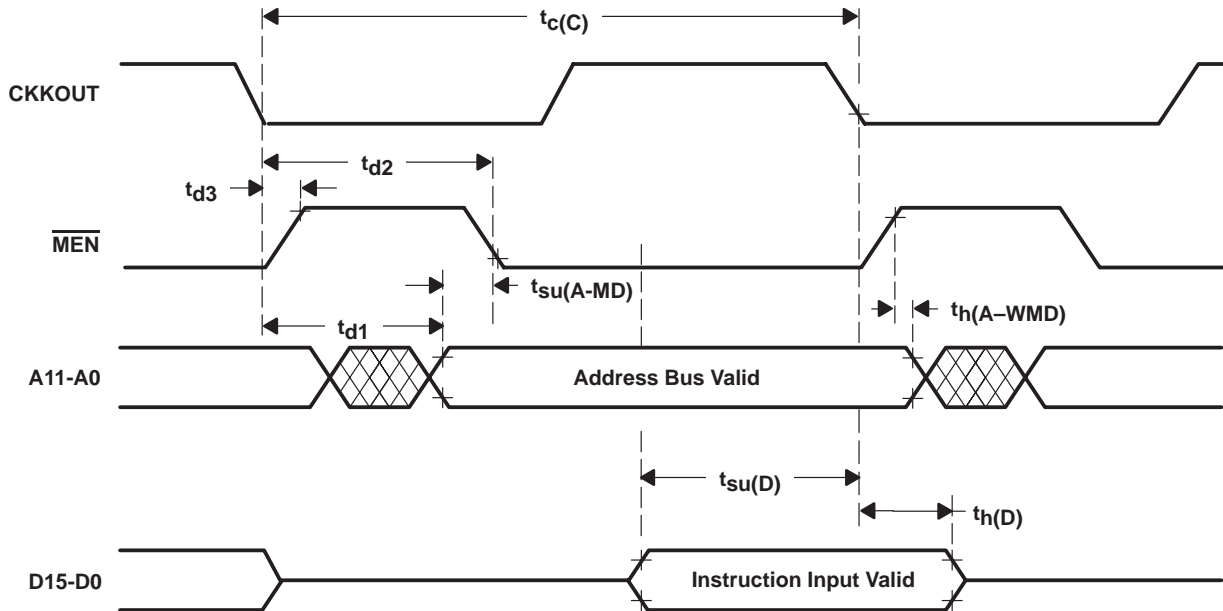 tc(C)
CKKOUT
td2
td3
MEN
tsu(A-MD)
th(A–WMD)
td1
A11-A0
Address Bus Valid
tsu(D)
th(D)
D15-D0
Instruction Input Valid